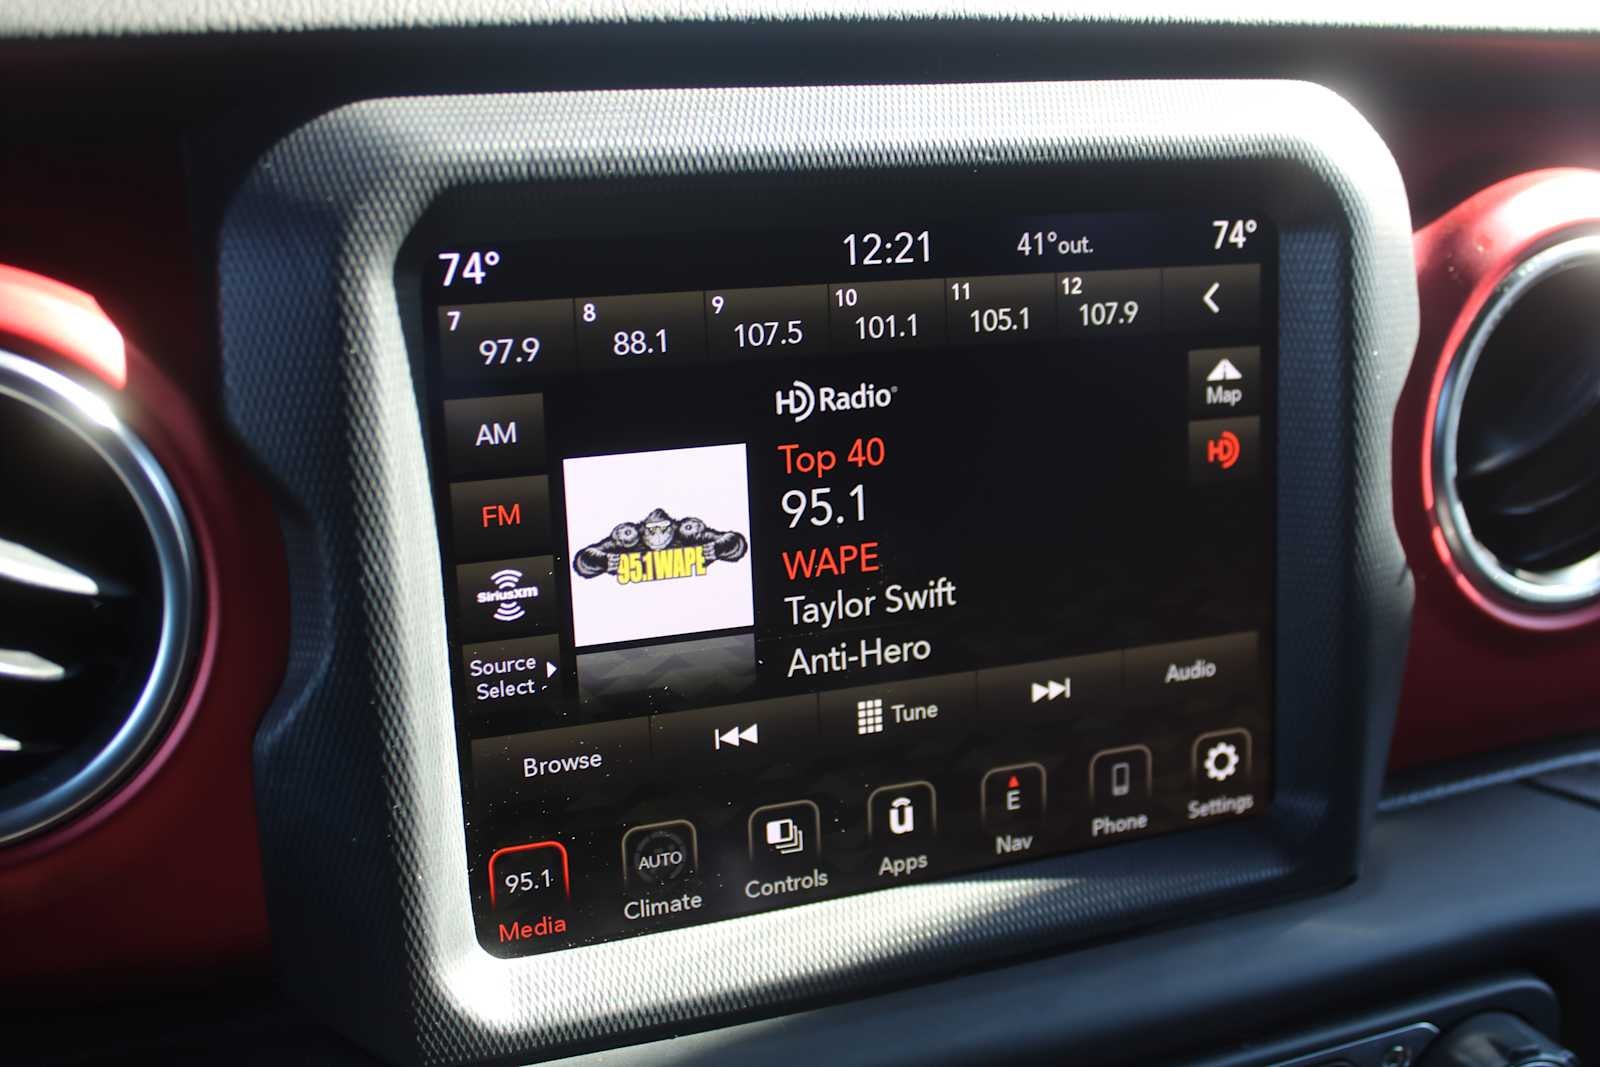 74° 12:21 41°out. 74°
7 97.9 8 88.1 9 107.5 10 101.1 11 105.1 12 107.9
HD Radio®
Map
AM
Top 40
HD
95.1
FM
95.1 WAPE
WAPE
SiriusXM
Taylor Swift
Source
Select
Anti-Hero
Browse Tune Audio
95.1 AUTO û E
Media Climate Controls Apps Nav Phone Settings